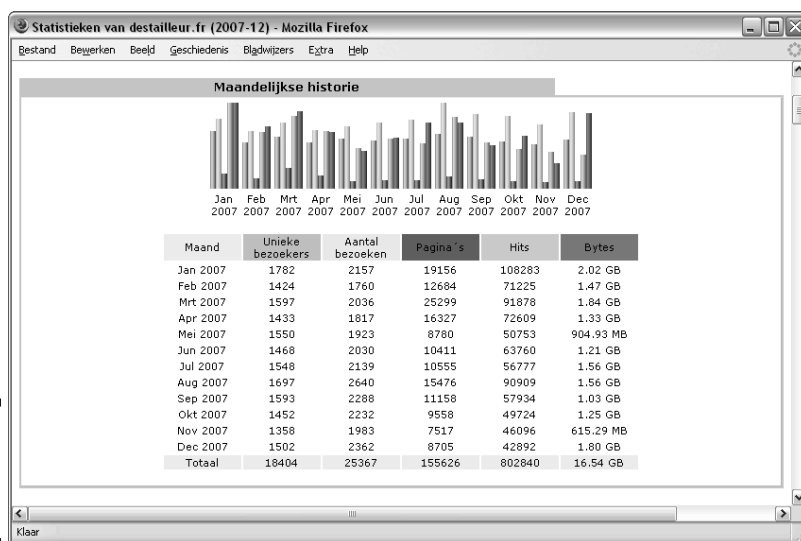 Statistieken van destailleur.fr (2007-12) - Mozilla Firefox
Bestand Bewerken Beeld Geschiedenis Bladwijzers Extra Help
Maandelijkse historie
Jan Feb Mrt Apr Mei Jun Jul Aug Sep Okt Nov Dec
2007 2007 2007 2007 2007 2007 2007 2007 2007 2007 2007 2007
Maand Unieke bezoekers Aantal bezoeken Pagina´s Hits Bytes
Jan 2007 1782 2157 19156 108283 2.02 GB
Feb 2007 1424 1760 12684 71225 1.47 GB
Mrt 2007 1597 2036 25299 91878 1.84 GB
Apr 2007 1433 1817 16327 72609 1.33 GB
Mei 2007 1550 1923 8780 50753 904.93 MB
Jun 2007 1468 2030 10411 63760 1.21 GB
Jul 2007 1548 2139 10555 56777 1.56 GB
Aug 2007 1697 2640 15476 90909 1.56 GB
Sep 2007 1593 2288 11158 57934 1.03 GB
Okt 2007 1452 2232 9558 49724 1.25 GB
Nov 2007 1358 1983 7517 46096 615.29 MB
Dec 2007 1502 2362 8705 42892 1.80 GB
Totaal 18404 25367 155626 802840 16.54 GB
Klaar